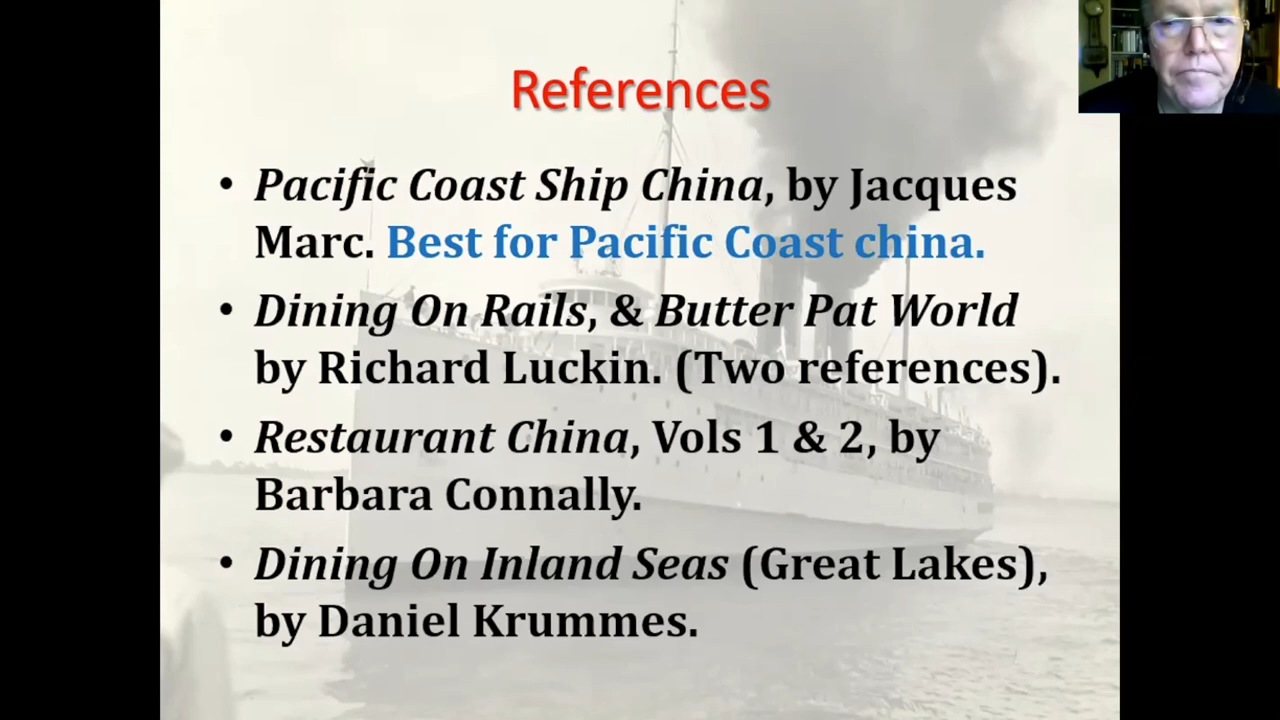 References
• Pacific Coast Ship China, by Jacques
Marc. Best for Pacific Coast china.
• Dining On Rails, & Butter Pat World
by Richard Luckin. (Two references).
• Restaurant China, Vols 1 & 2, by
Barbara Connally.
• Dining On Inland Seas (Great Lakes),
by Daniel Krummes.